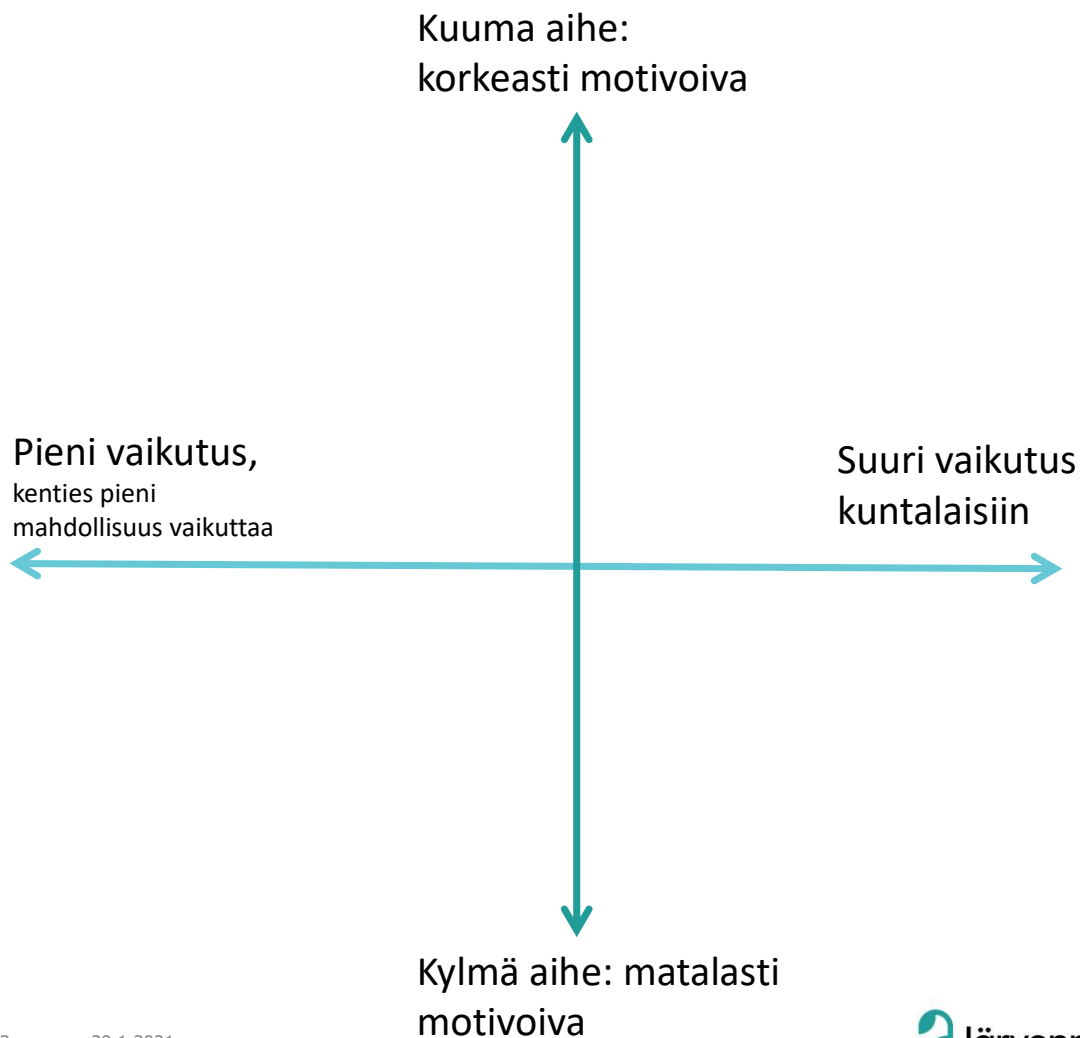 Kuuma aihe:
korkeasti motivoiva
Pieni vaikutus,
kenties pieni
mahdollisuus vaikuttaa
Suuri vaikutus
kuntalaisiin
Kylmä aihe: matalasti
motivoiva